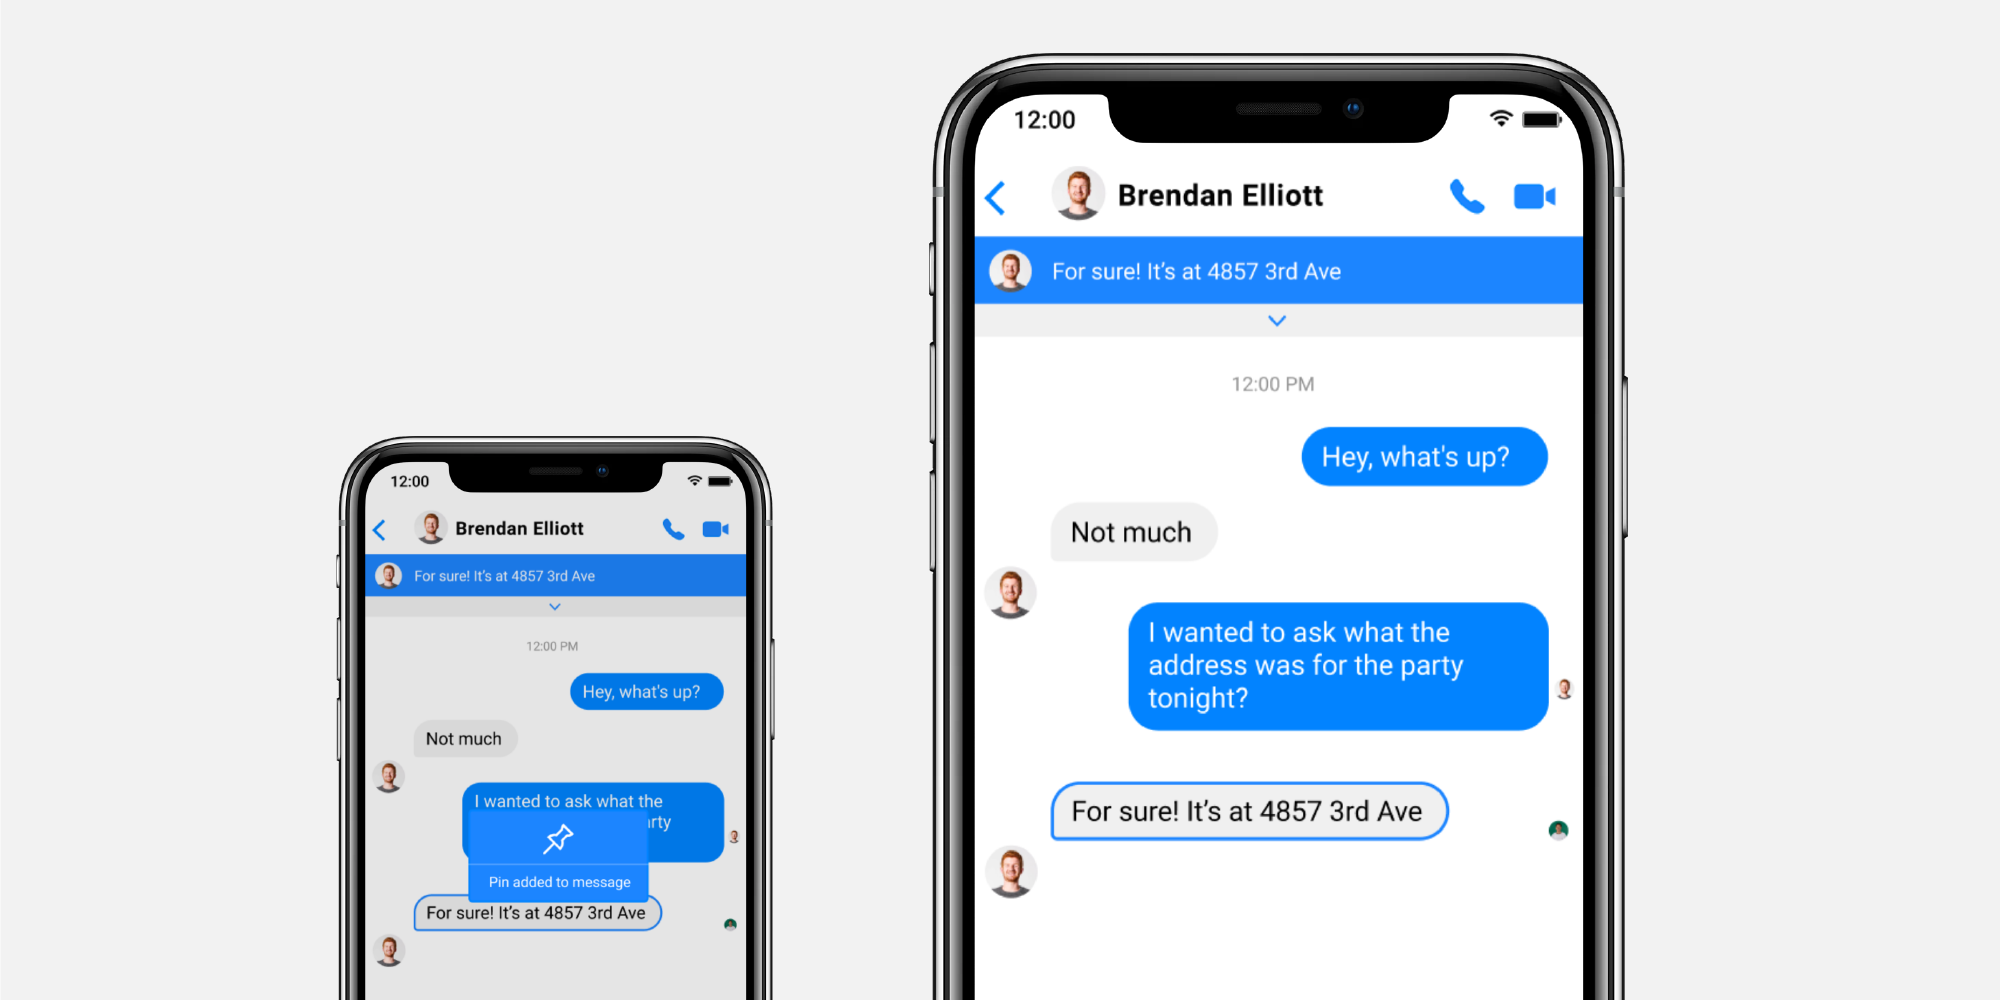 12:00
Brendan Elliott
For sure! It's at 4857 3rd Ave
12:00 PM
Hey, what's up?
Not much
I wanted to ask what the
arty
Pin added to message
For sure! It's at 4857 3rd Ave
12:00
Brendan Elliott
For sure! It’s at 4857 3rd Ave
12:00 PM
Hey, what's up?
Not much
I wanted to ask what the
address was for the party
tonight?
For sure! It’s at 4857 3rd Ave